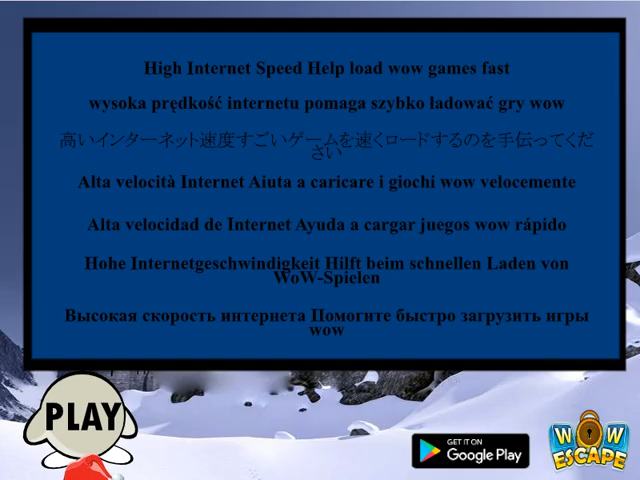 High Internet Speed Help load wow games fast
wysoka prędkość internetu pomaga szybko ładować gry wow
高いインターネット速度すごいゲームを速くロードするのを手伝ってくだ
さい
Alta velocità Internet Aiuta a caricare i giochi wow velocemente
Alta velocidad de Internet Ayuda a cargar juegos wow rápido
Hohe Internetgeschwindigkeit Hilft beim schnellen Laden von
WoW-Spielen
Высокая скорость интернета Помогите быстро загрузить игры
wow
PLAY
GET IT ON
Google Play
WOW
ESCAPE